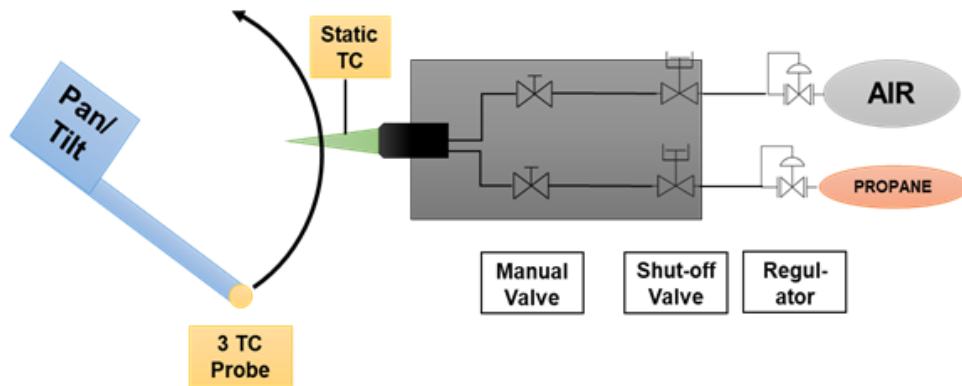 Static
TC
Pan/
Tilt
AIR
PROPANE
Manual
Valve
Shut-off
Valve
Regul-
ator
3 TC
Probe